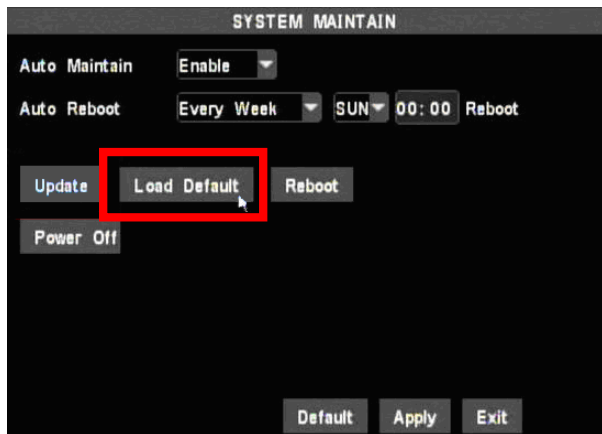 SYSTEM MAINTAIN
Auto Maintain Enable
Auto Reboot Every Week SUN 00:00 Reboot
Update Load Default Reboot
Power Off
Default Apply Exit